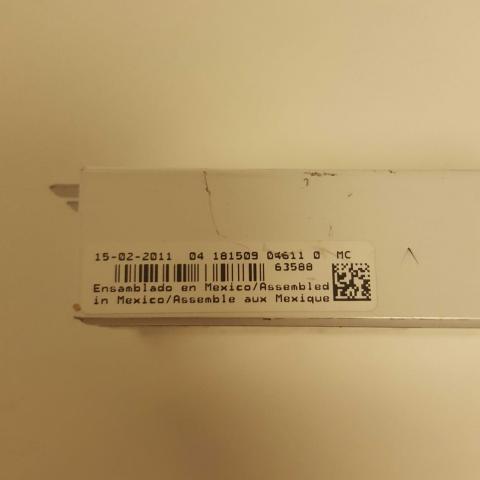 15-02-2011 04 181509 04611 0 MC
63588
Ensamblado en Mexico/Assembled
in Mexico/Assemble aux Mexique